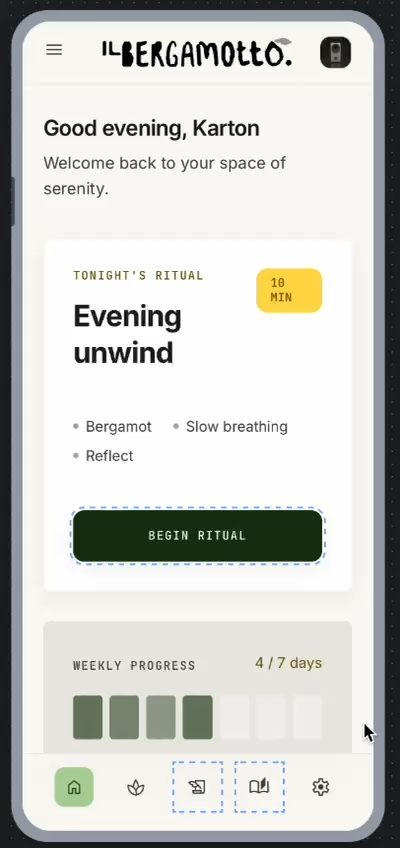 ILBERGAMOTTO.
Good evening, Karton
Welcome back to your space of
serenity.
TONIGHT'S RITUAL
10
MIN
Evening
unwind
Bergamot
Slow breathing
Reflect
BEGIN RITUAL
WEEKLY PROGRESS
4 / 7 days